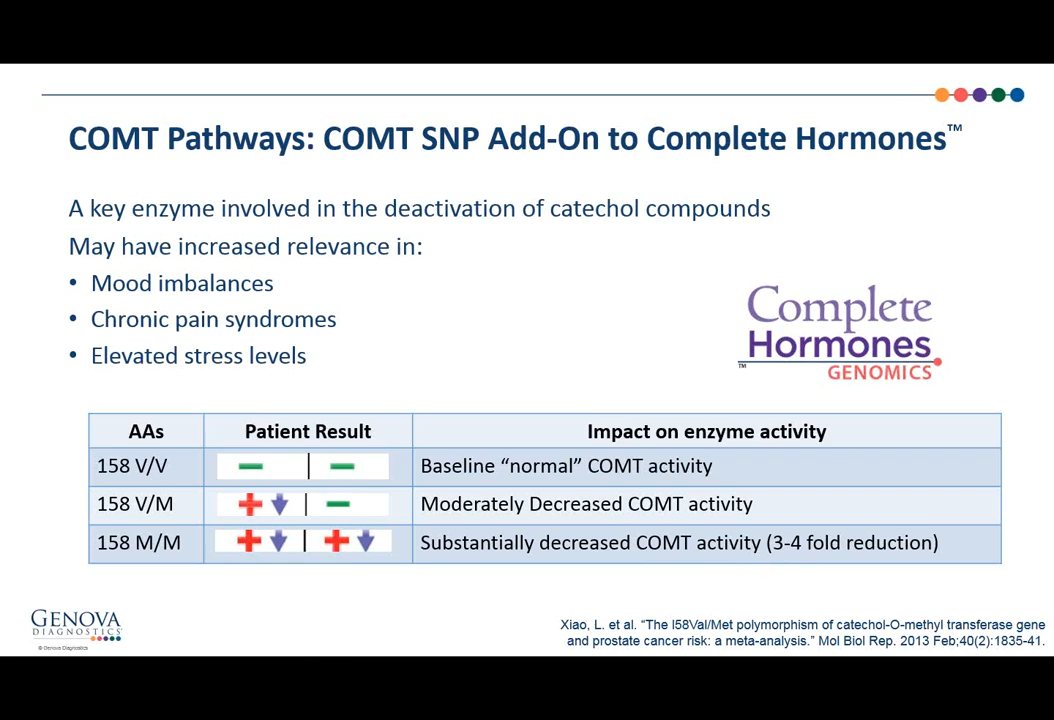 COMT Pathways: COMT SNP Add-On to Complete Hormones™
A key enzyme involved in the deactivation of catechol compounds
May have increased relevance in:
• Mood imbalances
• Chronic pain syndromes
• Elevated stress levels
Complete
Hormones
™
GENOMICS
AAs Patient Result Impact on enzyme activity
158 V/V − | − Baseline “normal” COMT activity
158 V/M + ↓ | − Moderately Decreased COMT activity
158 M/M + ↓ | + ↓ Substantially decreased COMT activity (3-4 fold reduction)
GENOVA
DIAGNOSTICS
© Genova Diagnostics
Xiao, L. et al. “The I58Val/Met polymorphism of catechol-O-methyl transferase gene
and prostate cancer risk: a meta-analysis.” Mol Biol Rep. 2013 Feb;40(2):1835-41.